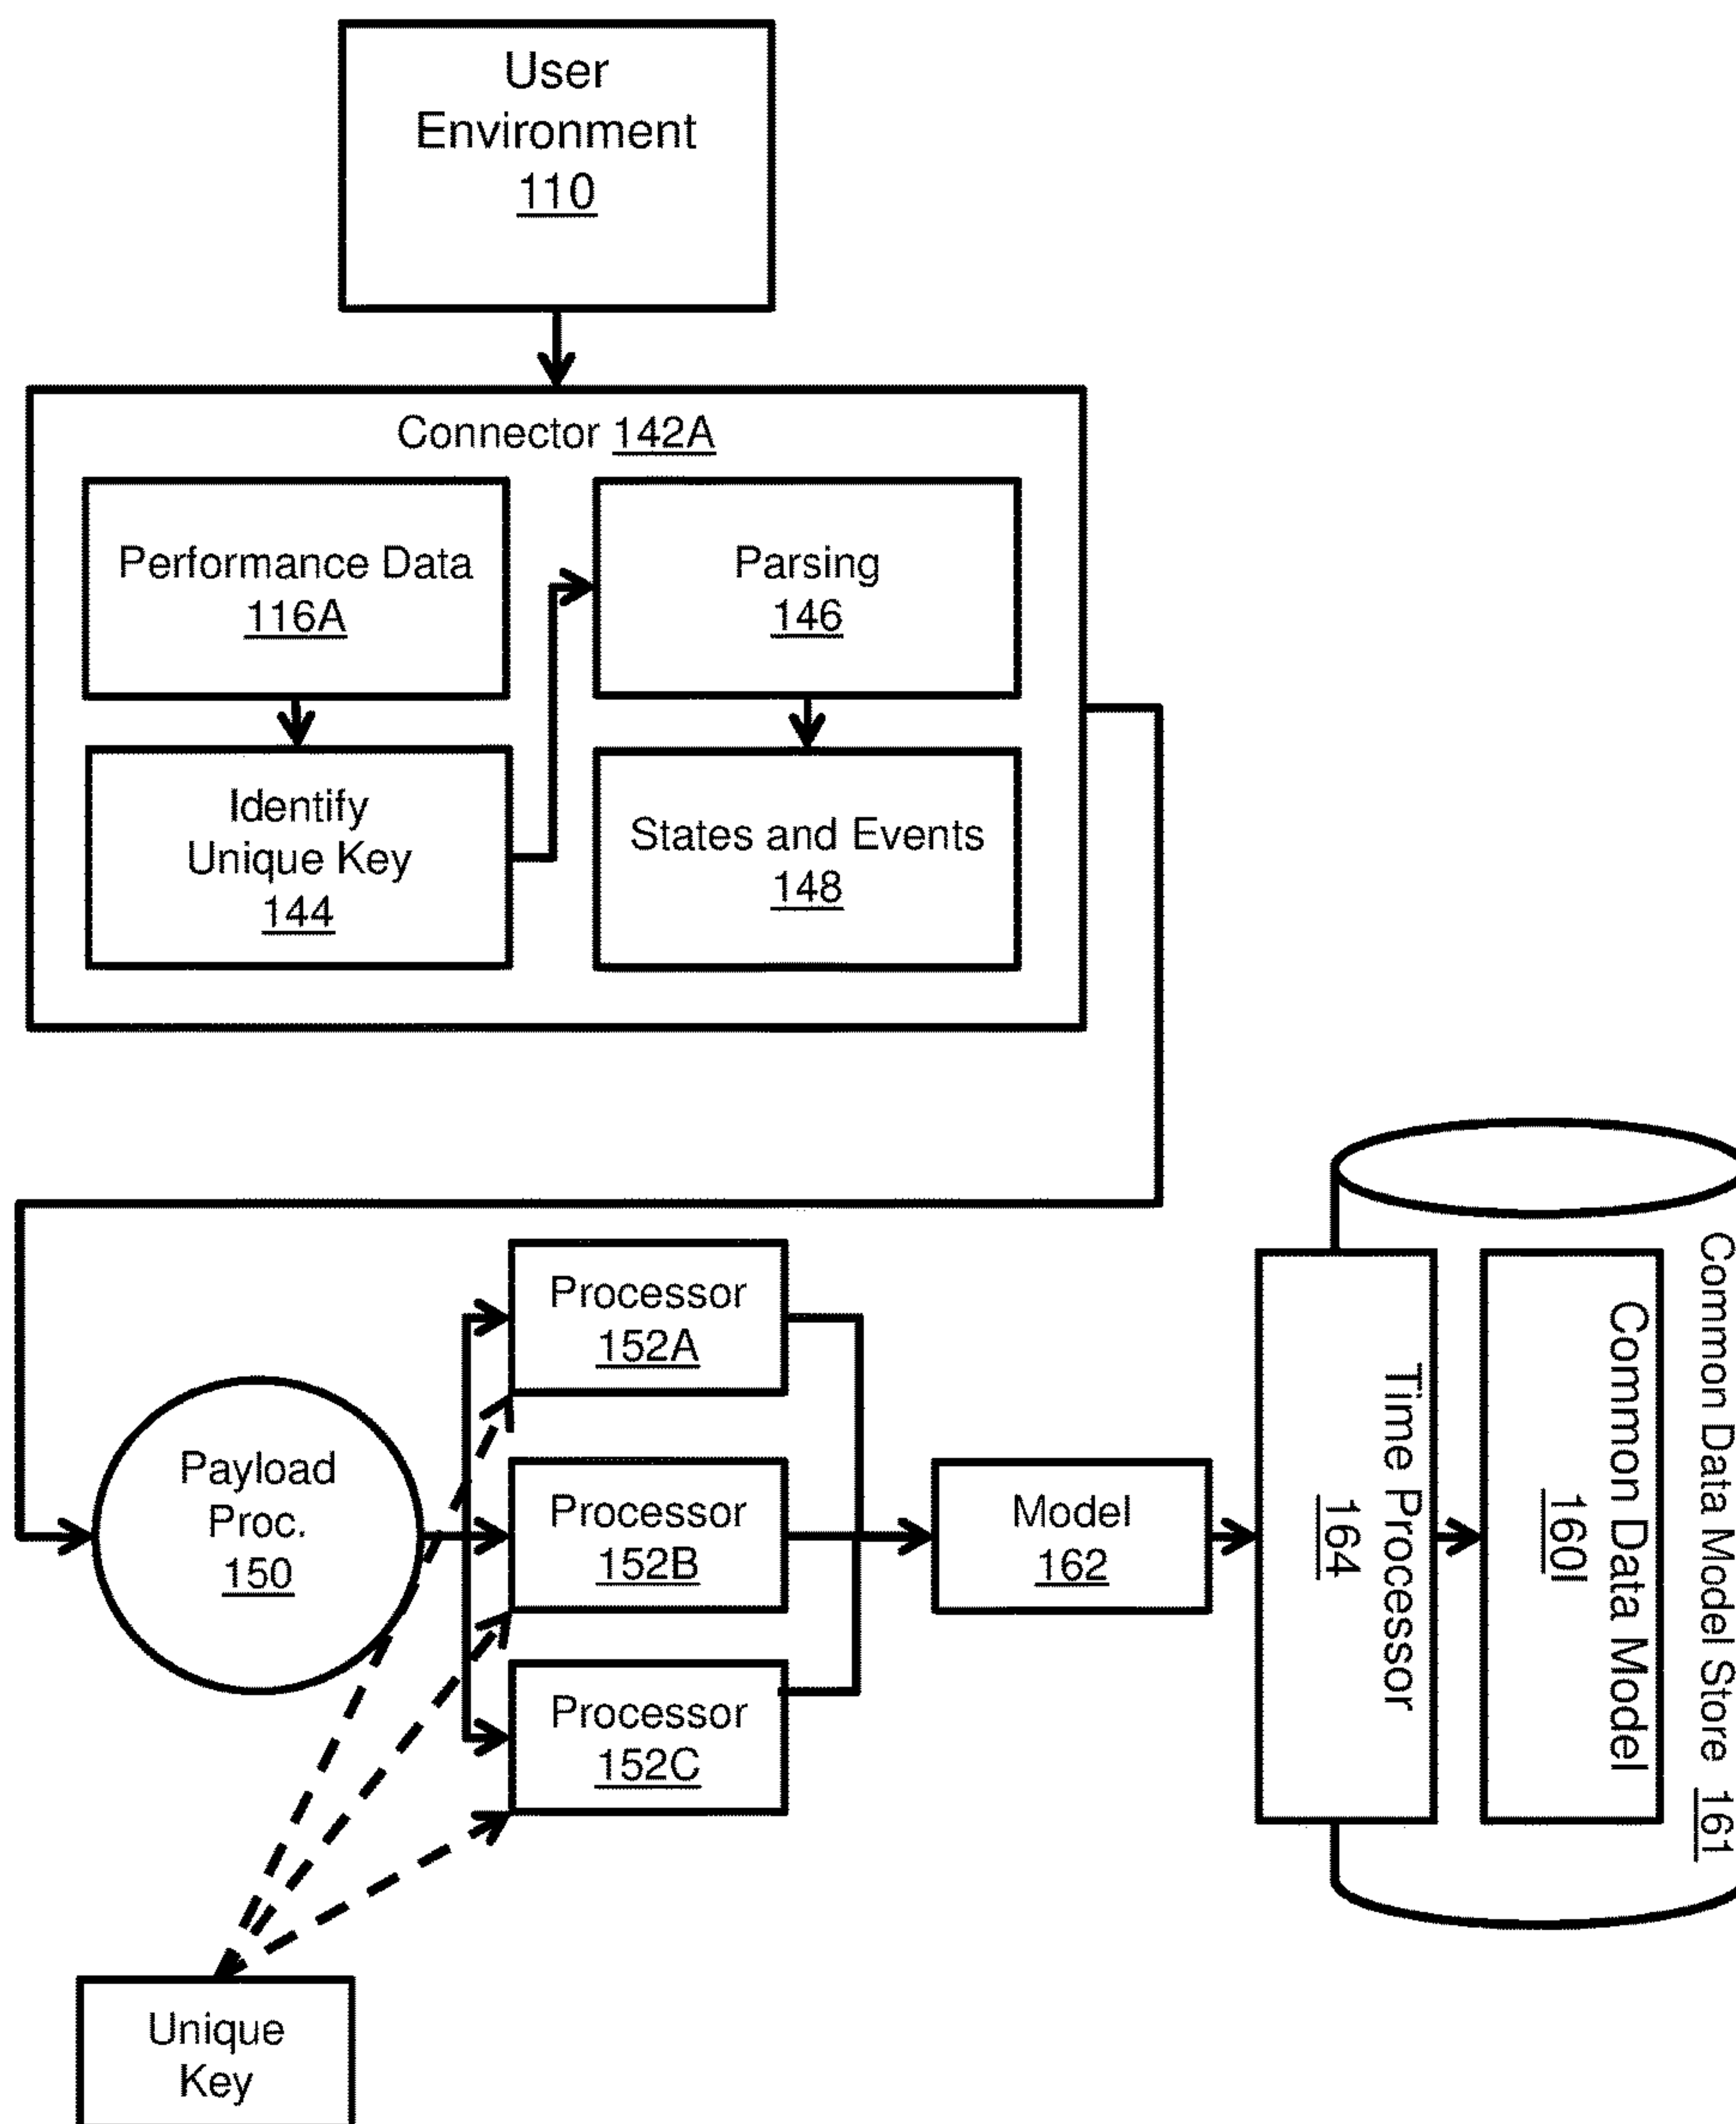 User
Environment
110
Connector 142A
Performance Data
116A
Parsing
146
Identify
Unique Key
144
States and Events
148
Processor
152A
Payload
Proc.
150
Processor
152B
Processor
152C
Model
162
Time Processor
164
Common Data Model
160I
Common Data Model Store 161
Unique
Key